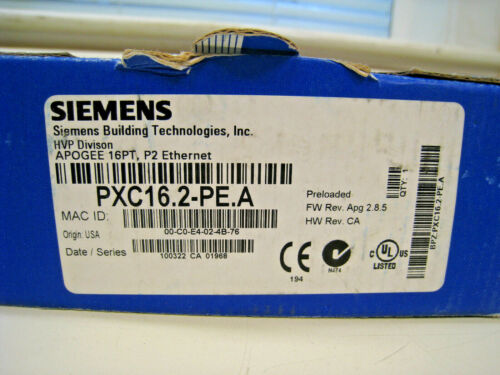 SIEMENS
Siemens Building Technologies, Inc.
HVP Divison
APOGEE 16PT, P2 Ethernet
PXC16.2-PE.A
MAC ID:
00-C0-E4-02-4B-76
Origin: USA
Date / Series
100322 CA 01968
Preloaded
FW Rev. Apg 2.8.5
HW Rev. CA
QTY: 1
BPZ:PXC16.2-PE.A
CE
194
N474
C UL US
LISTED